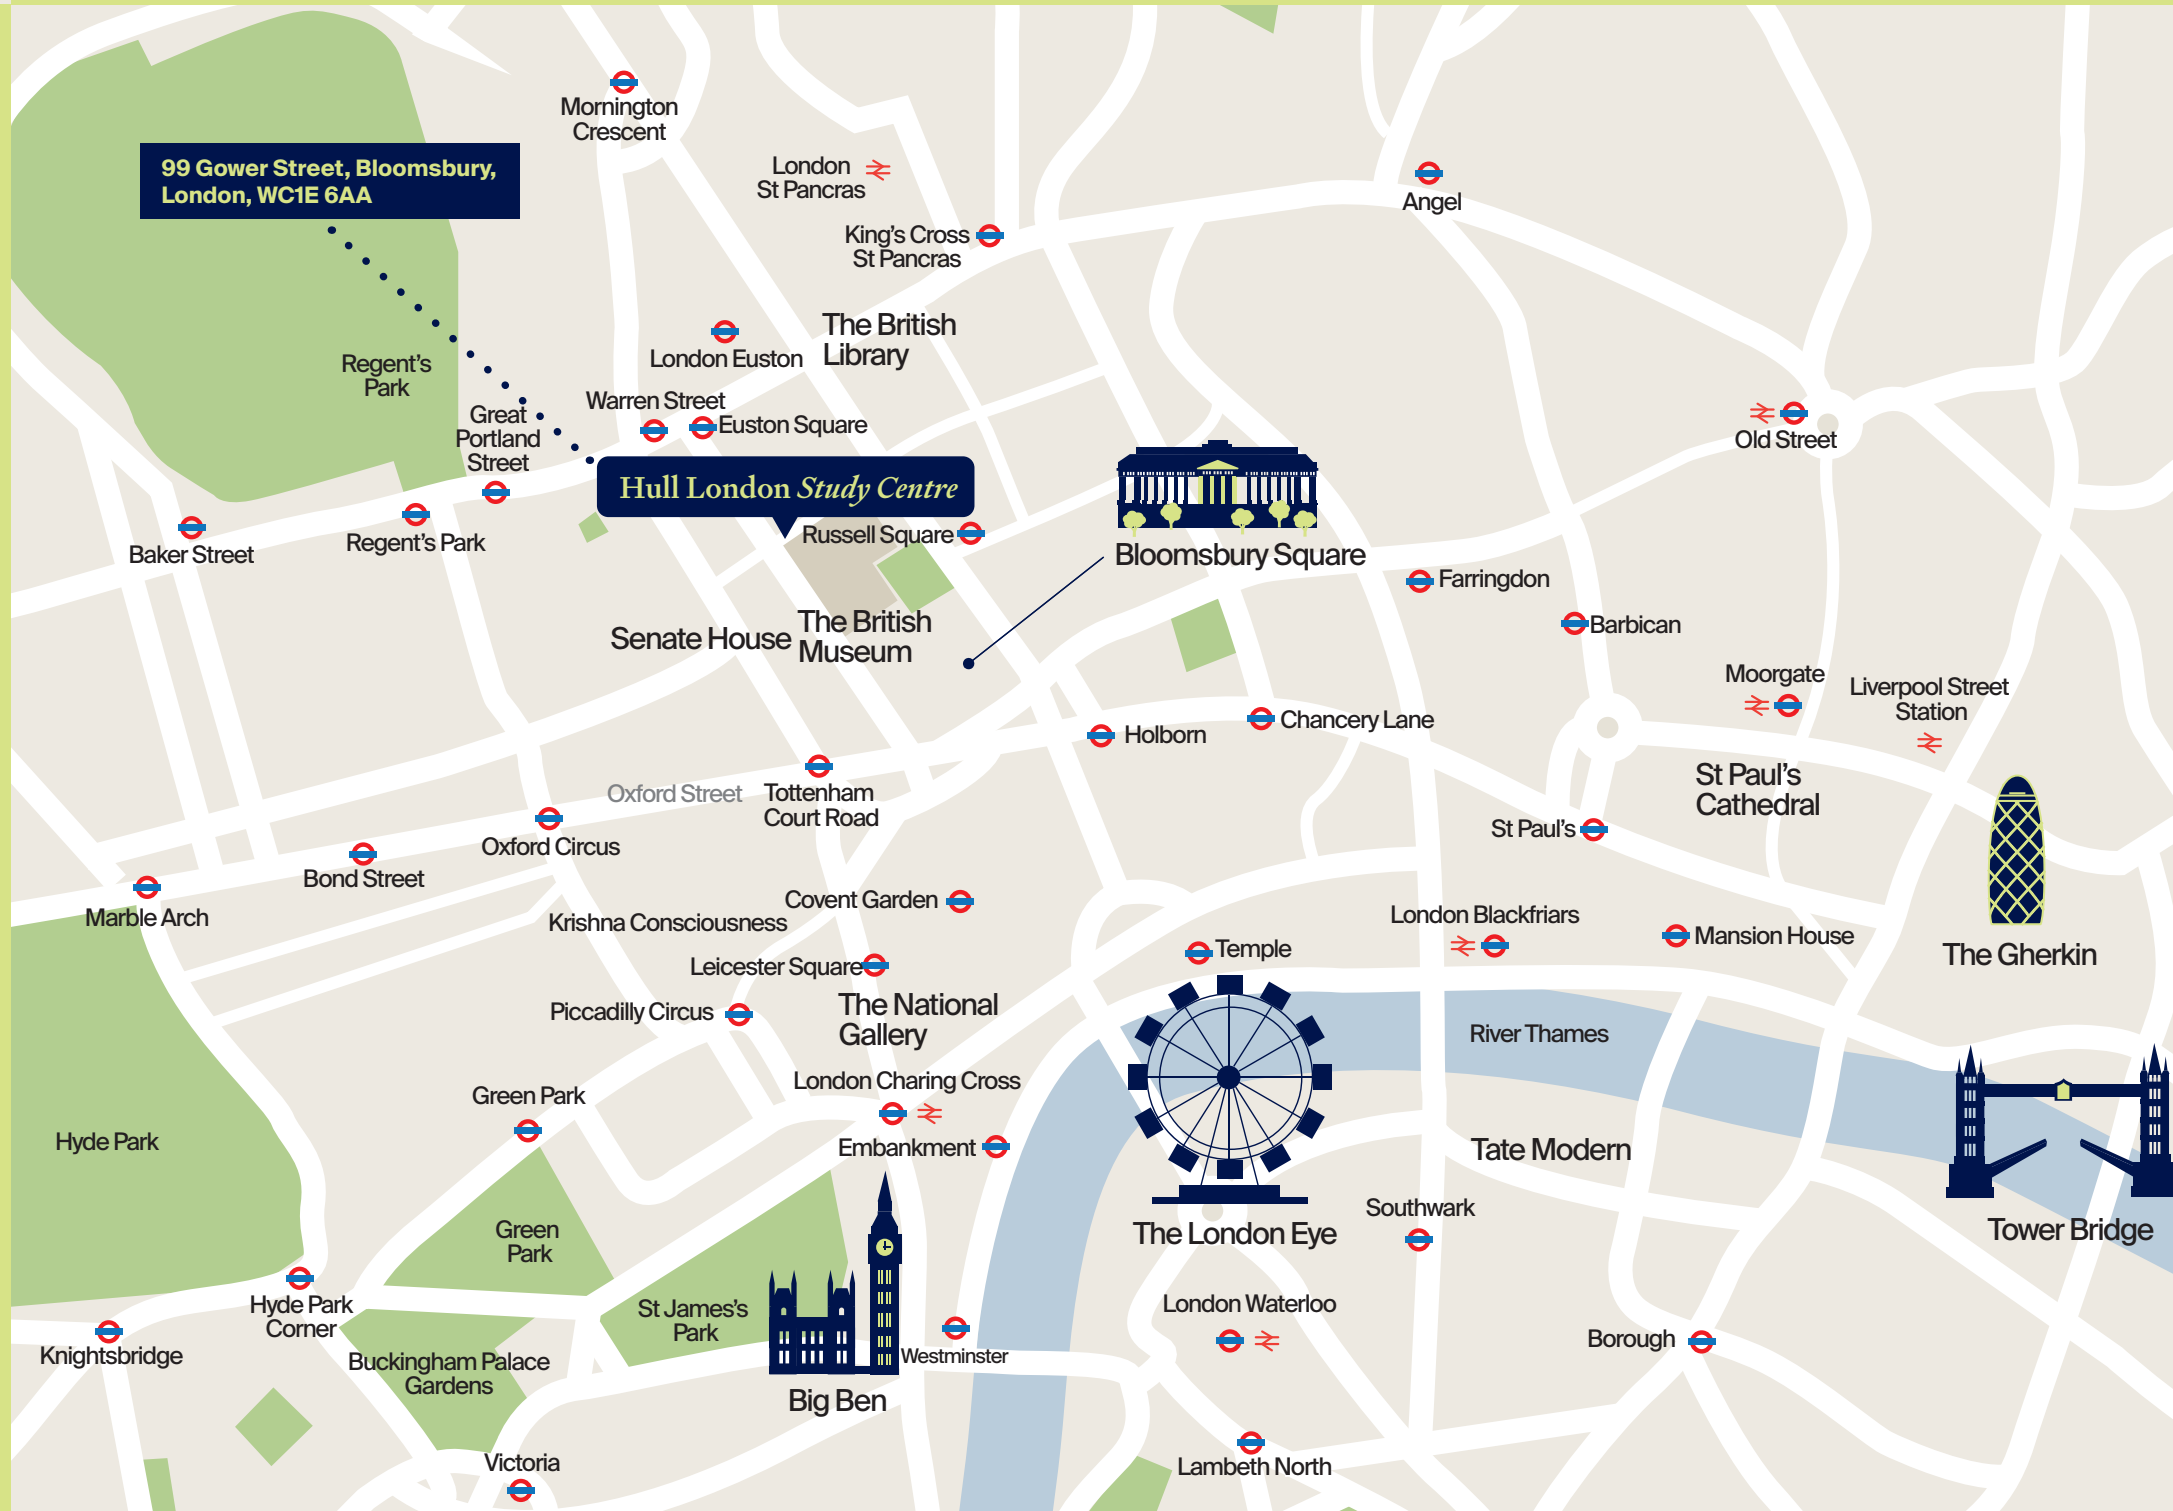 Mornington
Crescent
99 Gower Street, Bloomsbury,
London, WC1E 6AA
London
St Pancras
Angel
King's Cross
St Pancras
The British
Library
London Euston
Regent's
Park
Warren Street
Euston Square
Great
Portland
Street
Old Street
Hull London Study Centre
Baker Street
Regent's Park
Russell Square
Bloomsbury Square
Farringdon
Barbican
Senate House
The British
Museum
Moorgate
Liverpool Street
Station
Holborn
Chancery Lane
Oxford Street
Tottenham
Court Road
St Paul's
Cathedral
Oxford Circus
St Paul's
Bond Street
Marble Arch
Covent Garden
Krishna Consciousness
London Blackfriars
Mansion House
Temple
The Gherkin
Leicester Square
Piccadilly Circus
The National
Gallery
River Thames
Green Park
London Charing Cross
Hyde Park
Embankment
Tate Modern
Southwark
Green
Park
The London Eye
Tower Bridge
Hyde Park
Corner
St James's
Park
London Waterloo
Borough
Knightsbridge
Buckingham Palace
Gardens
Westminster
Big Ben
Victoria
Lambeth North